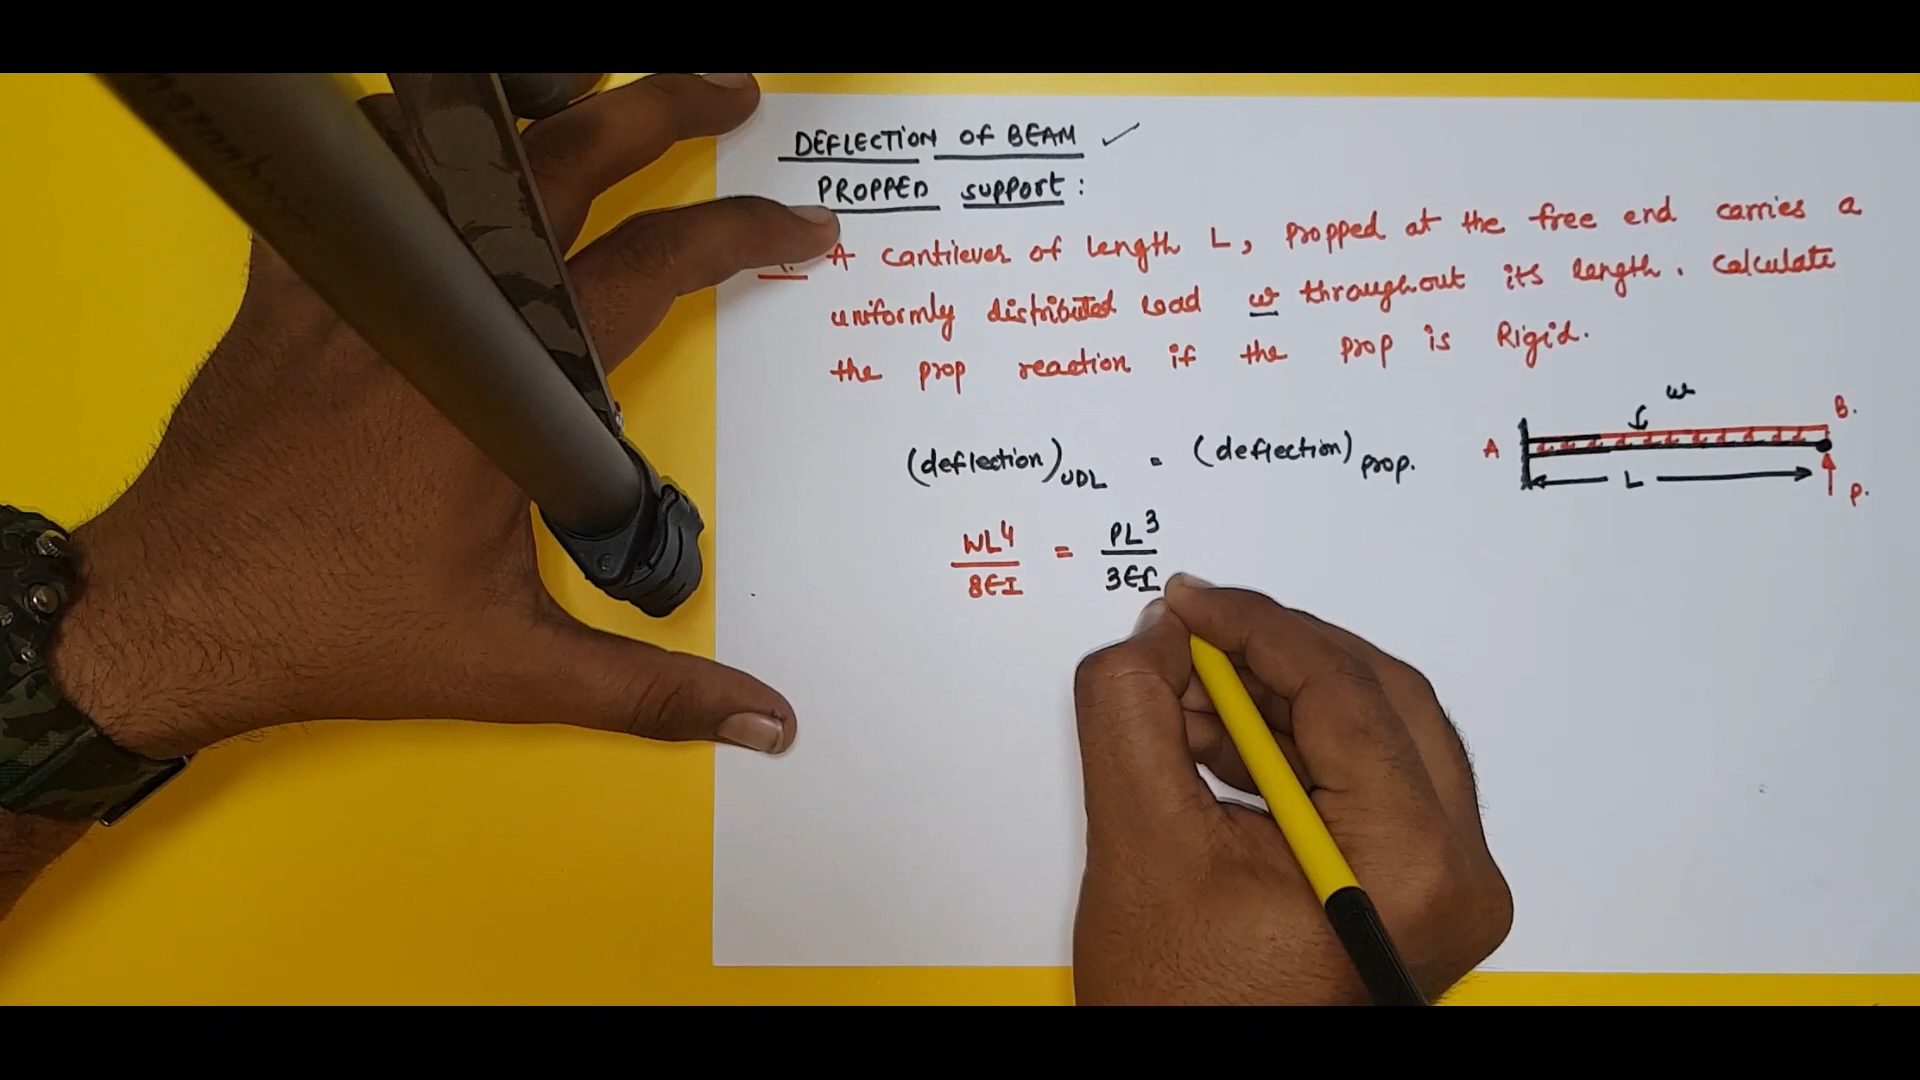 DEFLECTION OF BEAM
PROPPED SUPPORT :
A cantilever of length L, propped at the free end carries a
uniformly distributed load w throughout its length. Calculate
the prop reaction if the prop is Rigid.
w
B.
A
(deflection)UDL = (deflection)prop.
L
P.
WL⁴/8EI = PL³/3EI